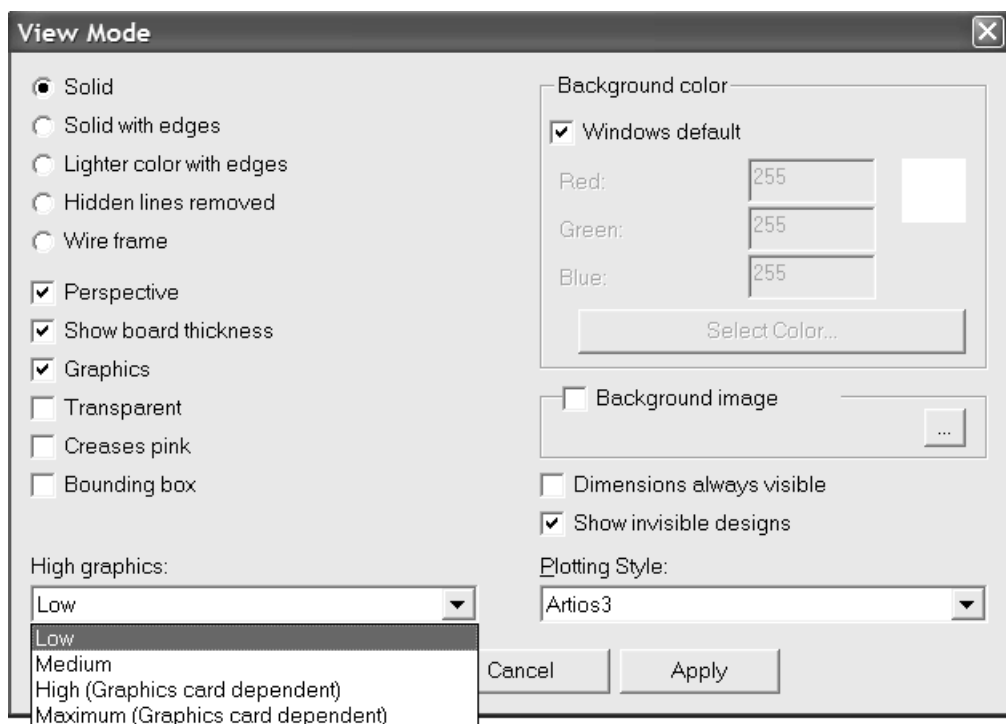 View Mode
Solid
Solid with edges
Lighter color with edges
Hidden lines removed
Wire frame
Perspective
Show board thickness
Graphics
Transparent
Creases pink
Bounding box
High graphics:
Low
Low
Medium
High (Graphics card dependent)
Maximum (Graphics card dependent)
Background color
Windows default
Red: 255
Green: 255
Blue: 255
Select Color...
Background image
...
Dimensions always visible
Show invisible designs
Plotting Style:
Artios3
Cancel Apply